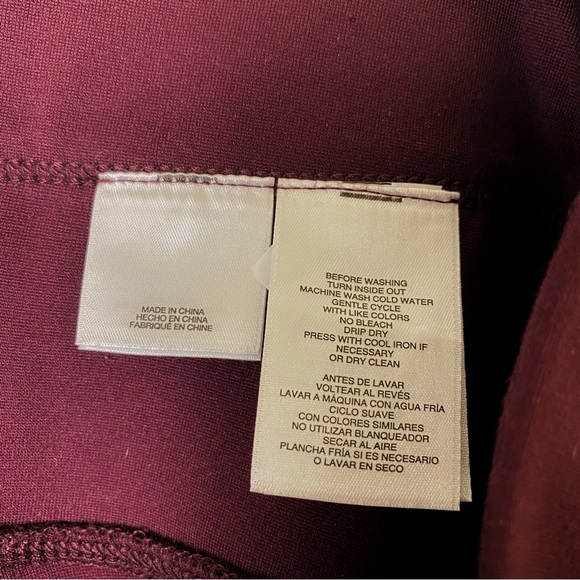 MADE IN CHINA
HECHO EN CHINA
FABRIQUÉ EN CHINE
BEFORE WASHING
TURN INSIDE OUT
MACHINE WASH COLD WATER
GENTLE CYCLE
WITH LIKE COLORS
NO BLEACH
DRIP DRY
PRESS WITH COOL IRON IF
NECESSARY
OR DRY CLEAN
ANTES DE LAVAR
VOLTEAR AL REVÉS
LAVAR A MÁQUINA CON AGUA FRÍA
CICLO SUAVE
CON COLORES SIMILARES
NO UTILIZAR BLANQUEADOR
SECAR AL AIRE
PLANCHA FRÍA SI ES NECESARIO
O LAVAR EN SECO